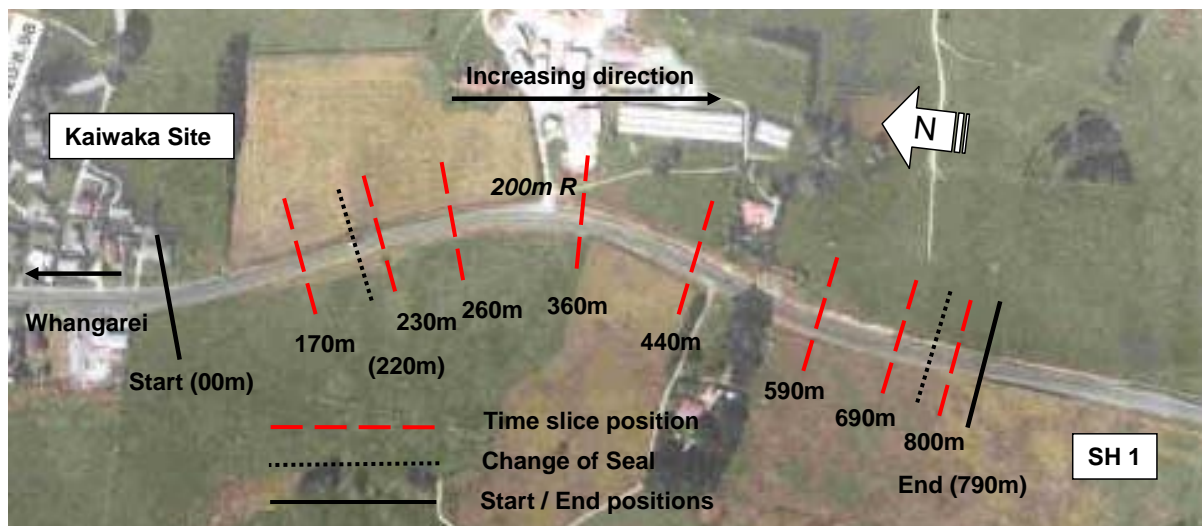 Increasing direction
N
Kaiwaka Site
200m R
Whangarei
Start (00m)
170m
230m
(220m)
260m
360m
440m
590m
690m
800m
End (790m)
Time slice position
Change of Seal
Start / End positions
SH 1